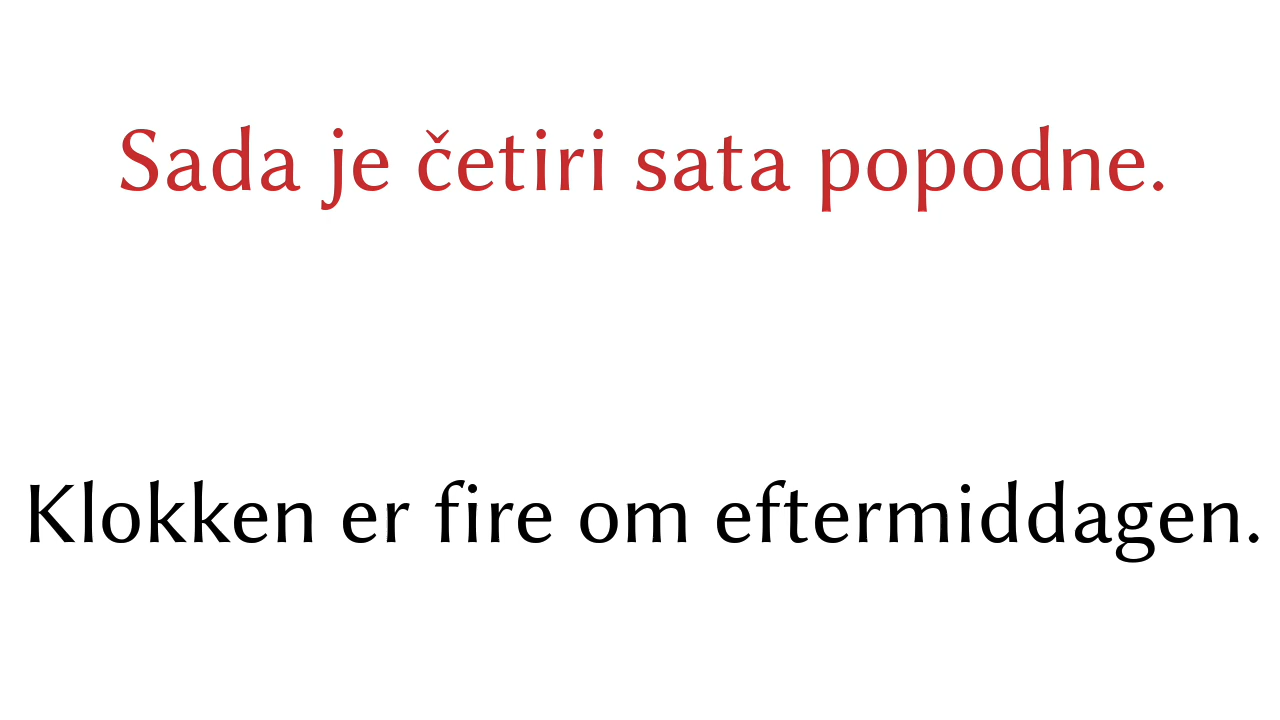 Sada je četiri sata popodne.
Klokken er fire om eftermiddagen.